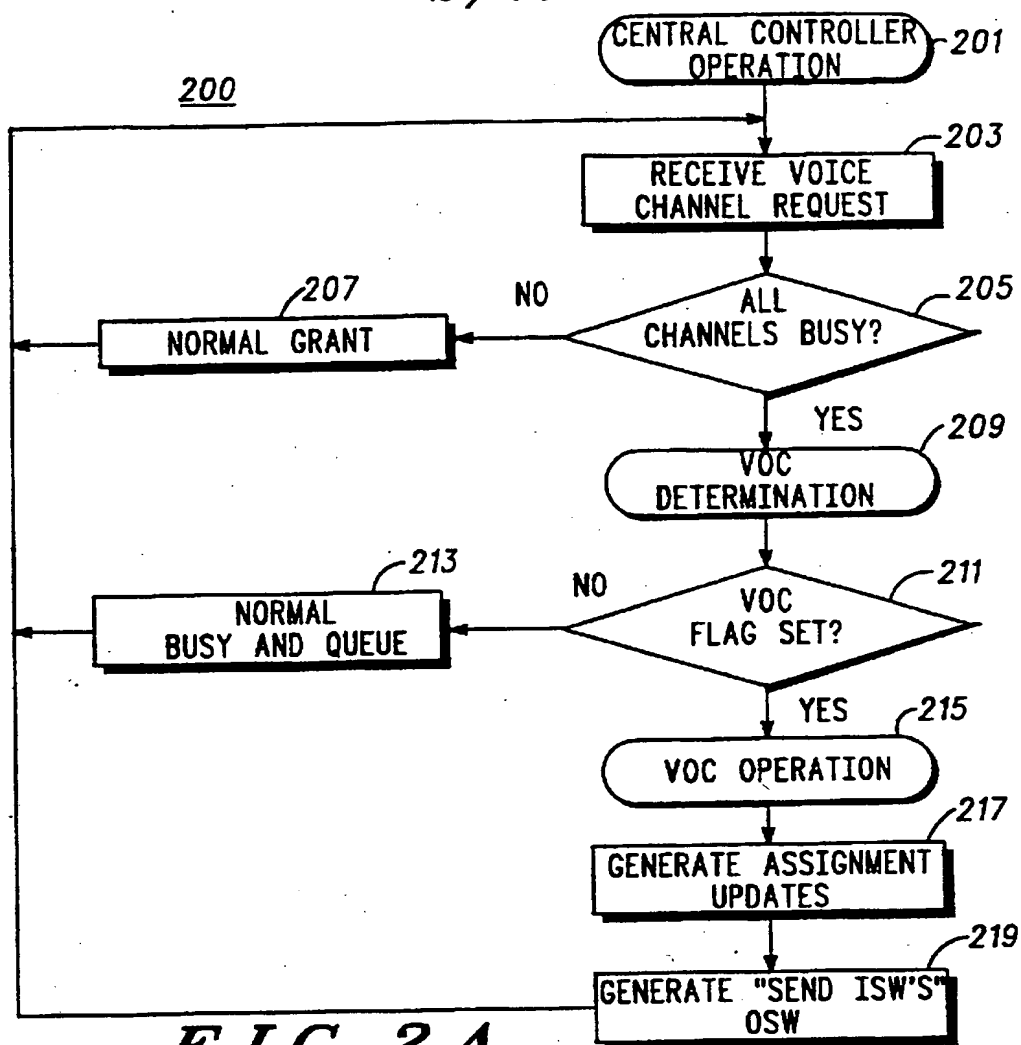 CENTRAL CONTROLLER
OPERATION
201
200
203
RECEIVE VOICE
CHANNEL REQUEST
207
NO
ALL
CHANNELS BUSY?
205
NORMAL GRANT
YES
209
VOC
DETERMINATION
213
NO
VOC
FLAG SET?
211
NORMAL
BUSY AND QUEUE
YES
215
VOC OPERATION
217
GENERATE ASSIGNMENT
UPDATES
219
GENERATE "SEND ISW'S"
OSW